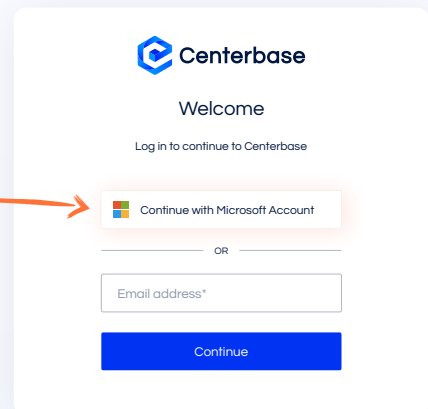 Centerbase
Welcome
Log in to continue to Centerbase
Continue with Microsoft Account
OR
Email address*
Continue